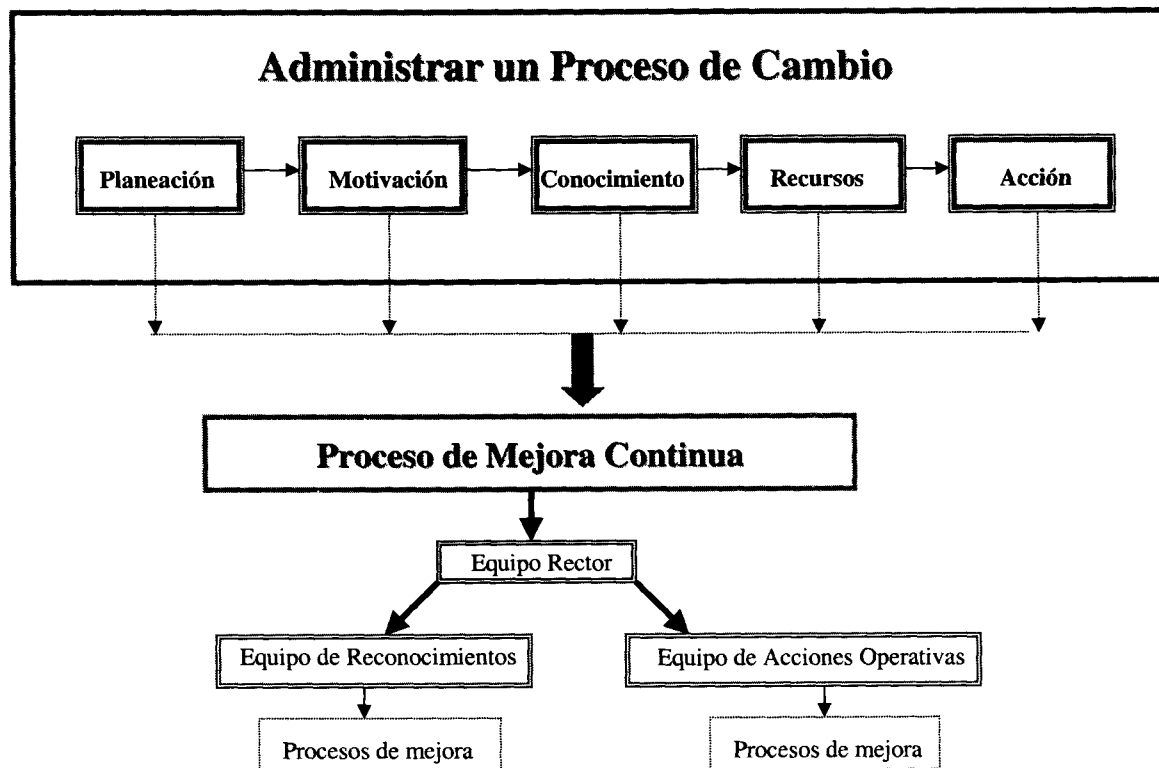 Administrar un Proceso de Cambio
Planeación
Motivación
Conocimiento
Recursos
Acción
Proceso de Mejora Continua
Equipo Rector
Equipo de Reconocimientos
Equipo de Acciones Operativas
Procesos de mejora
Procesos de mejora